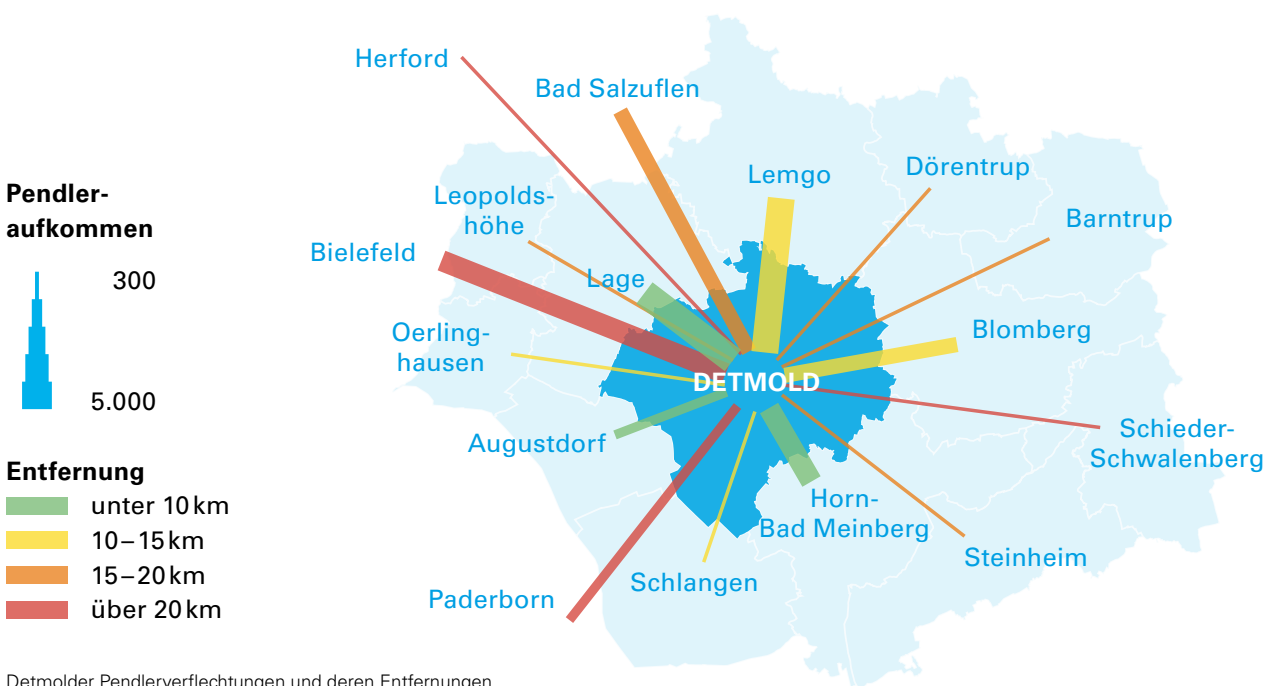 Pendler-
aufkommen
300
5.000
Entfernung
unter 10 km
10–15 km
15–20 km
über 20 km
Herford
Bad Salzuflen
Lemgo
Dörentrup
Barntrup
Leopolds-
höhe
Bielefeld
Lage
Oerling-
hausen
Blomberg
DETMOLD
Augustdorf
Schieder-
Schwalenberg
Horn-
Bad Meinberg
Steinheim
Schlangen
Paderborn
Detmolder Pendlerverflechtungen und deren Entfernungen